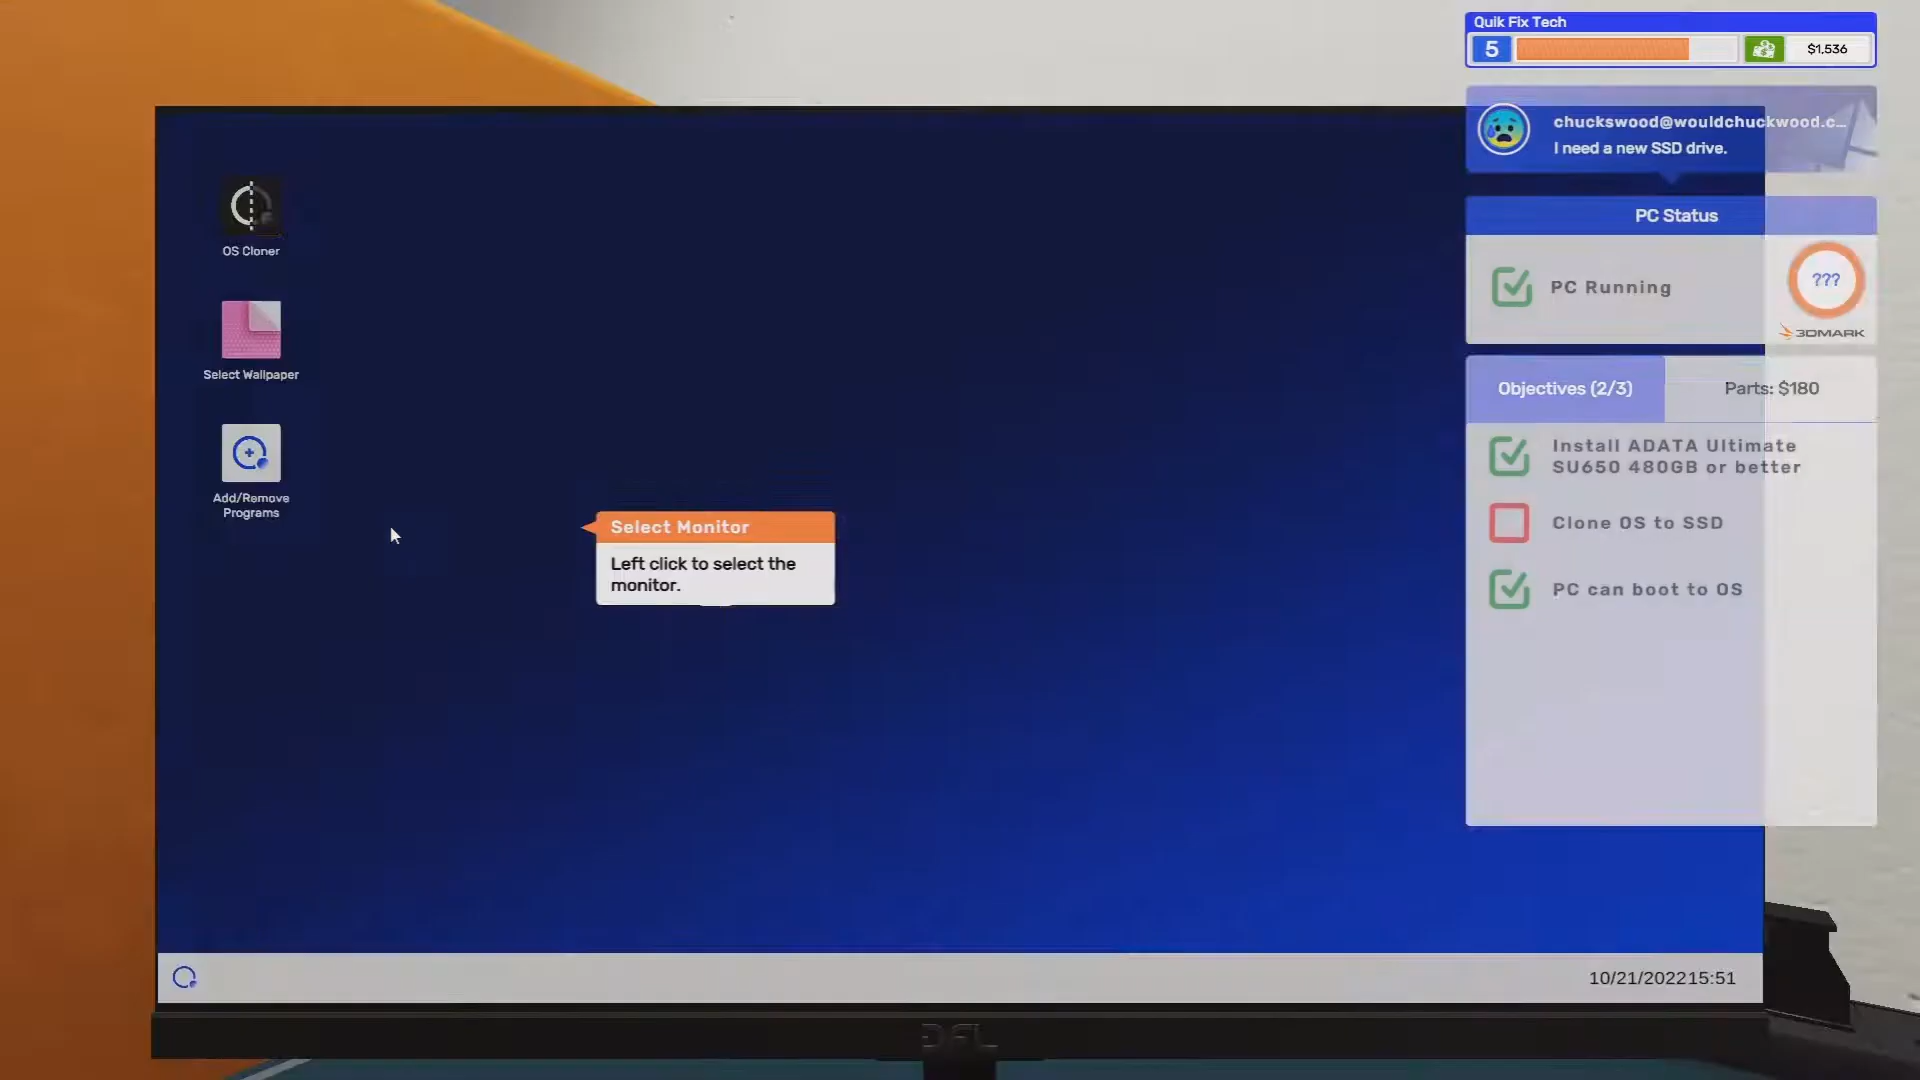 Quik Fix Tech
5
$1,536
chuckswood@wouldchuckwood.c...
I need a new SSD drive.
PC Status
PC Running
???
3DMARK
Objectives (2/3)
Parts: $180
Install ADATA Ultimate
SU650 480GB or better
Clone OS to SSD
PC can boot to OS
OS Cloner
Select Wallpaper
Add/Remove
Programs
Select Monitor
Left click to select the
monitor.
10/21/202215:51
DFL